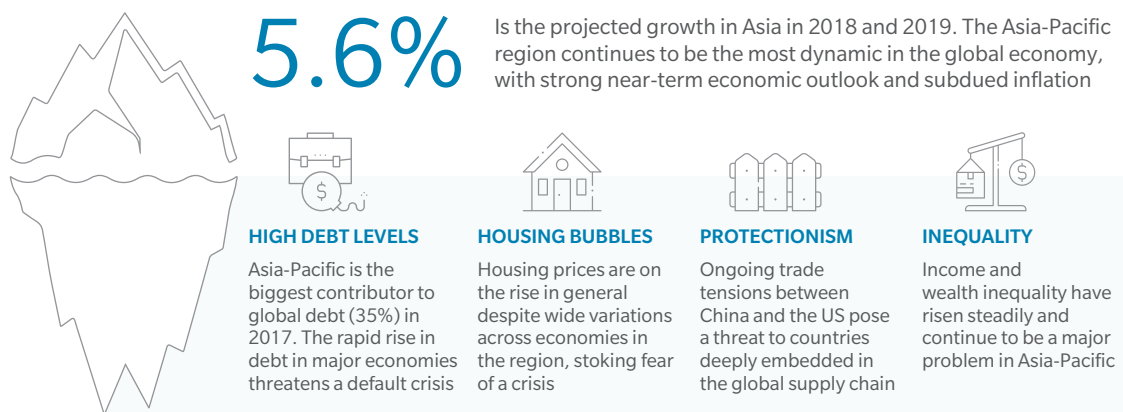 5.6%
Is the projected growth in Asia in 2018 and 2019. The Asia-Pacific
region continues to be the most dynamic in the global economy,
with strong near-term economic outlook and subdued inflation
$
$
HIGH DEBT LEVELS
Asia-Pacific is the
biggest contributor to
global debt (35%) in
2017. The rapid rise in
debt in major economies
threatens a default crisis
HOUSING BUBBLES
Housing prices are on
the rise in general
despite wide variations
across economies in
the region, stoking fear
of a crisis
PROTECTIONISM
Ongoing trade
tensions between
China and the US pose
a threat to countries
deeply embedded in
the global supply chain
INEQUALITY
Income and
wealth inequality have
risen steadily and
continue to be a major
problem in Asia-Pacific